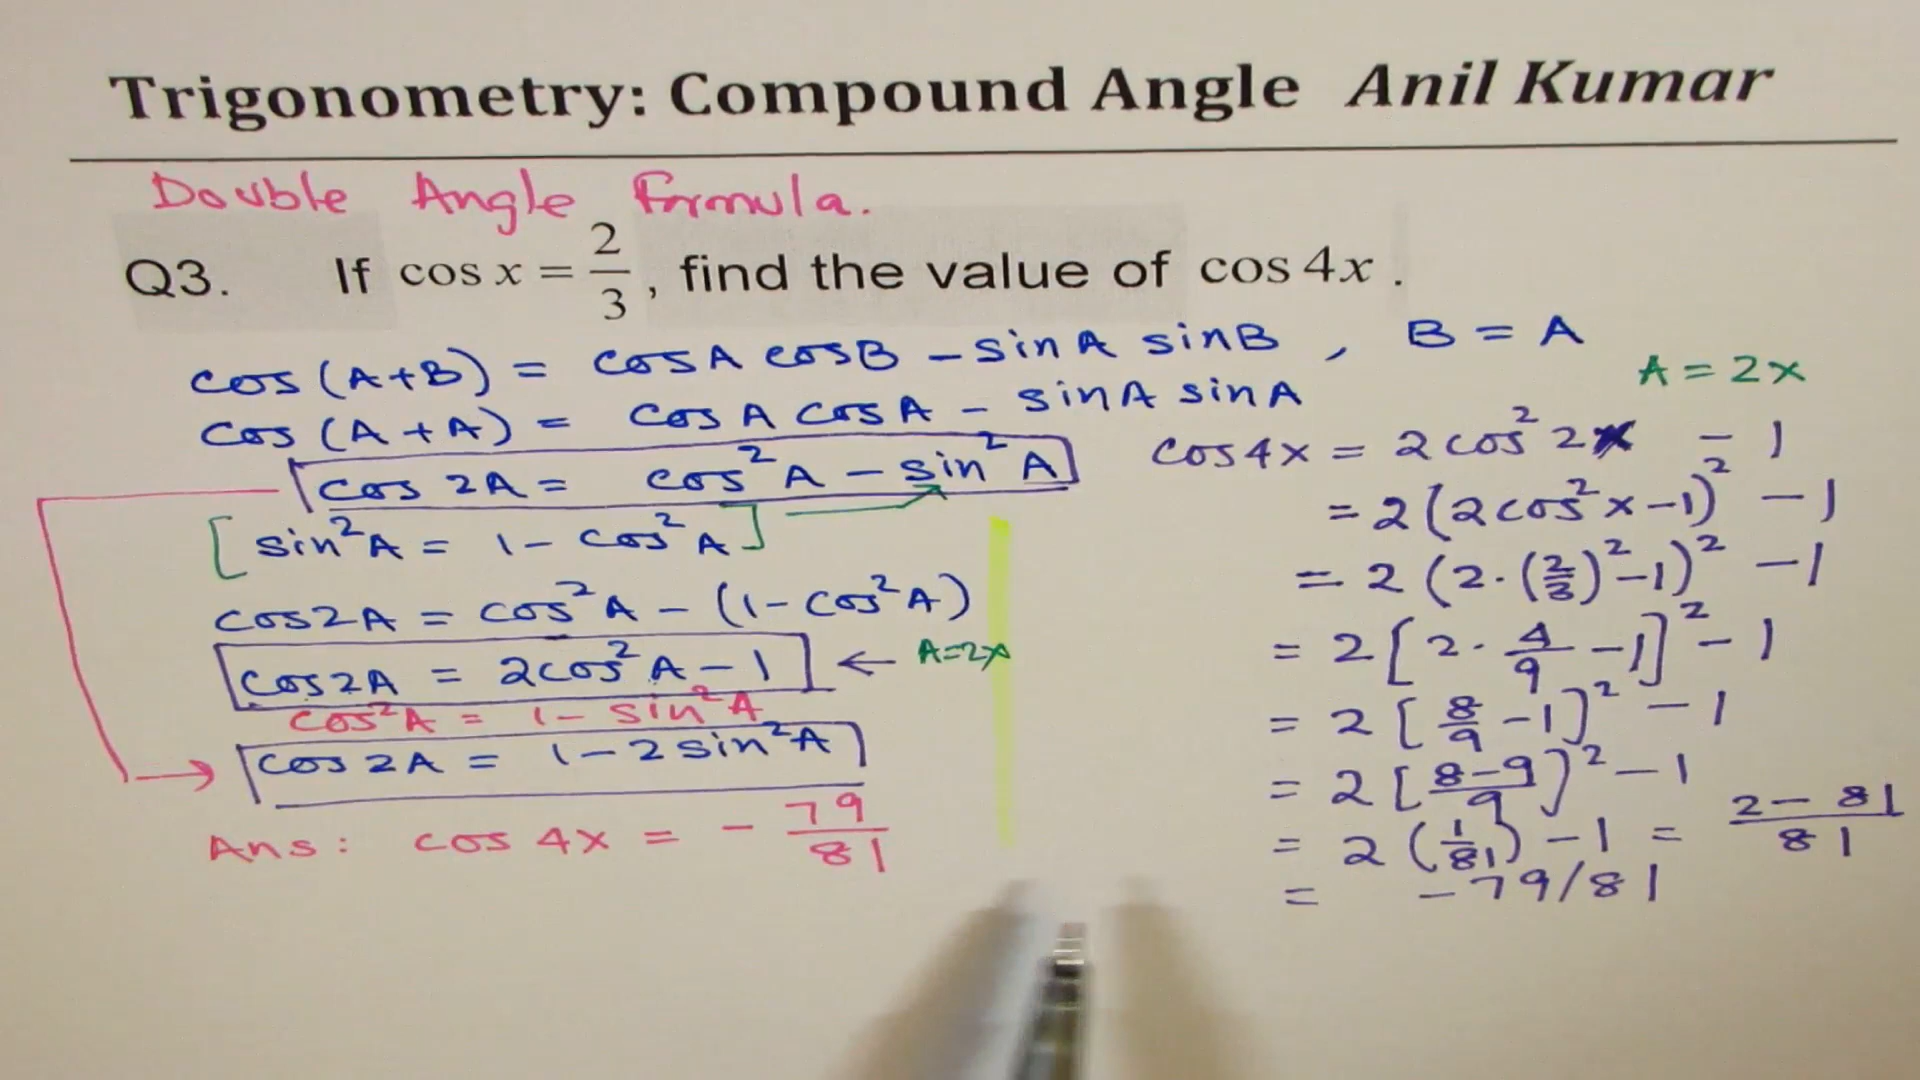 Trigonometry: Compound Angle Anil Kumar
Double Angle Formula.
Q3. If cos x = 2/3, find the value of cos 4x.
cos(A+B) = cosA cosB - sinA sinB , B = A
cos(A+A) = cosA cosA - sinA sinA
cos 2A = cos²A - sin²A
[sin²A = 1 - cos²A]
cos2A = cos²A - (1 - cos²A)
cos2A = 2cos²A - 1 ← A=2x
cos²A = 1 - sin²A
cos2A = 1 - 2sin²A
Ans: cos 4x = - 79/81
A = 2x
cos4x = 2cos²2x - 1
= 2(2cos²x-1)² - 1
= 2(2·(2/3)²-1)² - 1
= 2[2·4/9 - 1]² - 1
= 2[8/9 - 1]² - 1
= 2[(8-9)/9]² - 1
= 2(1/81) - 1 = (2-81)/81
= -79/81